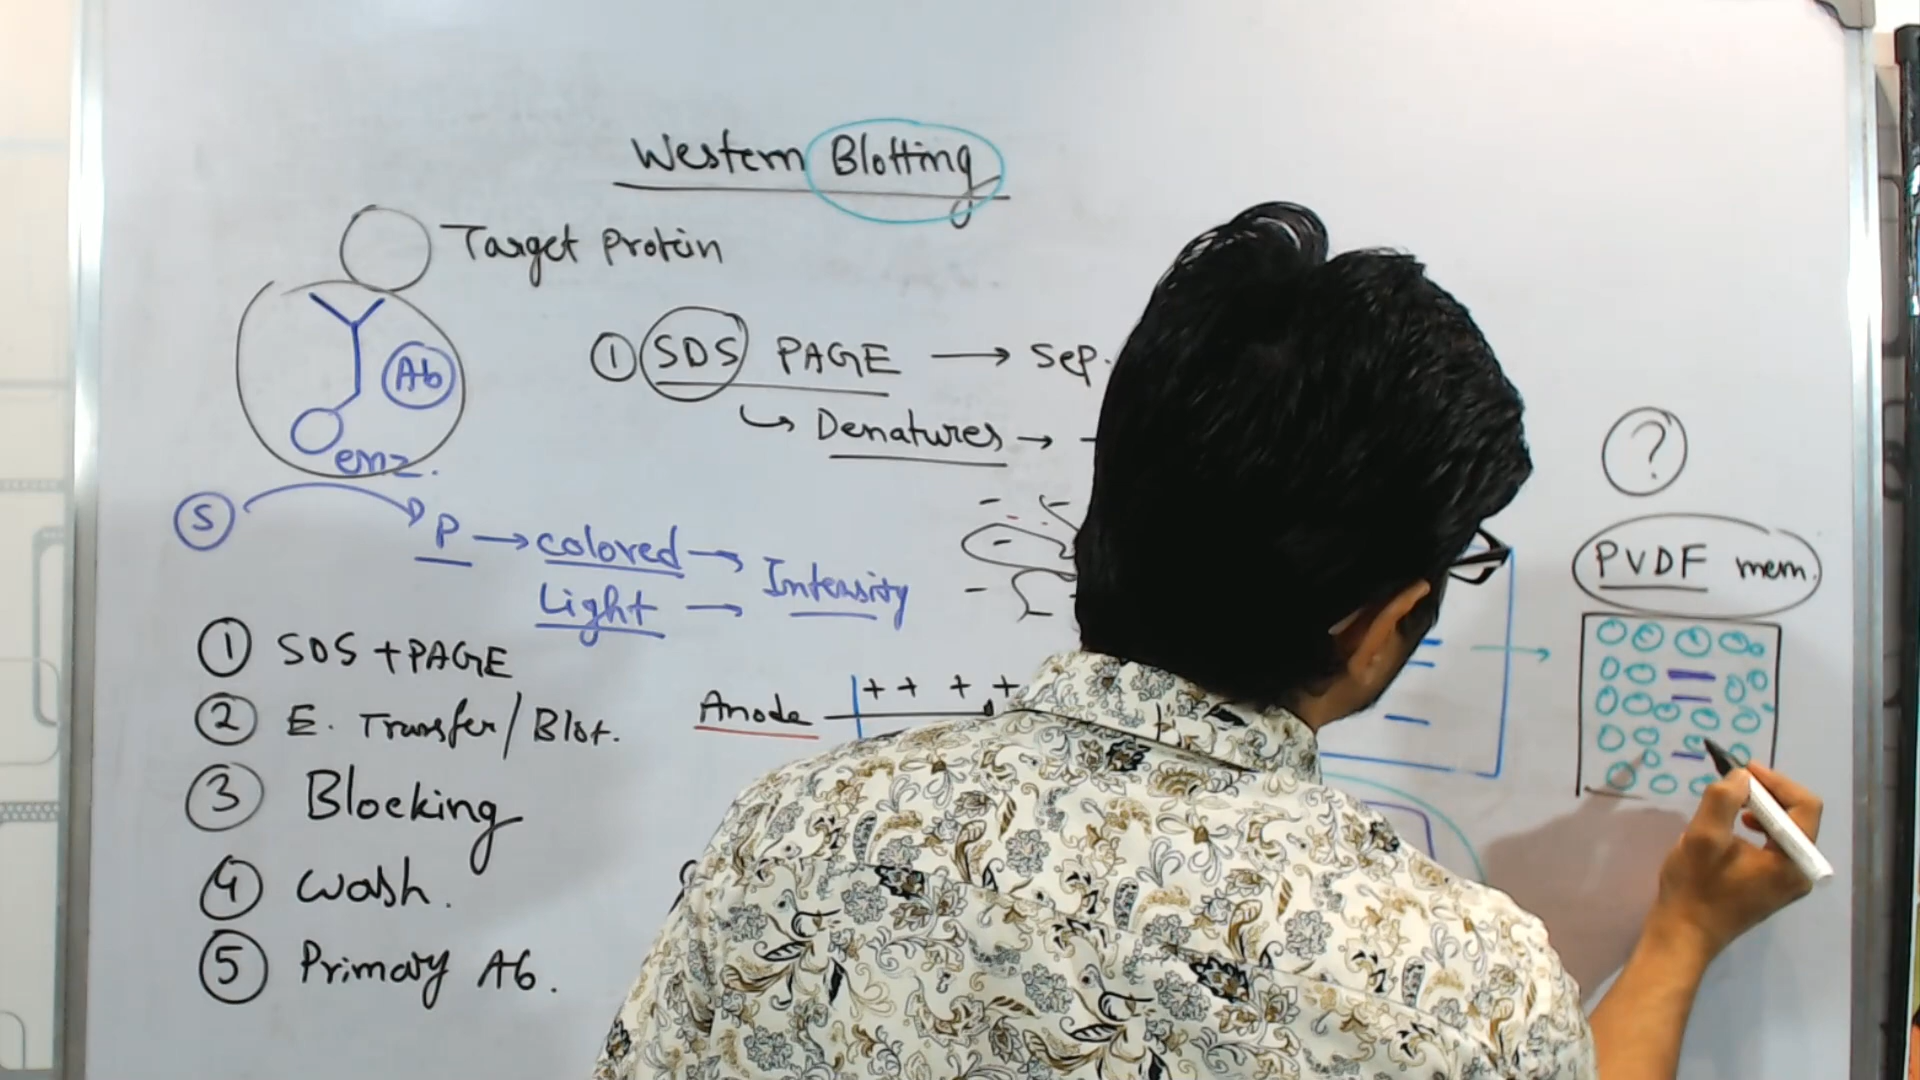 Western Blotting
Target Protein
Ab
enz.
S
P → colored → Intensity
Light →
① SDS PAGE → Sep.
↳ Denatures →
?
PVDF mem.
Anode
+ + + +
① SDS + PAGE
② E. Transfer/Blot.
③ Blocking
④ Wash.
⑤ Primary Ab.